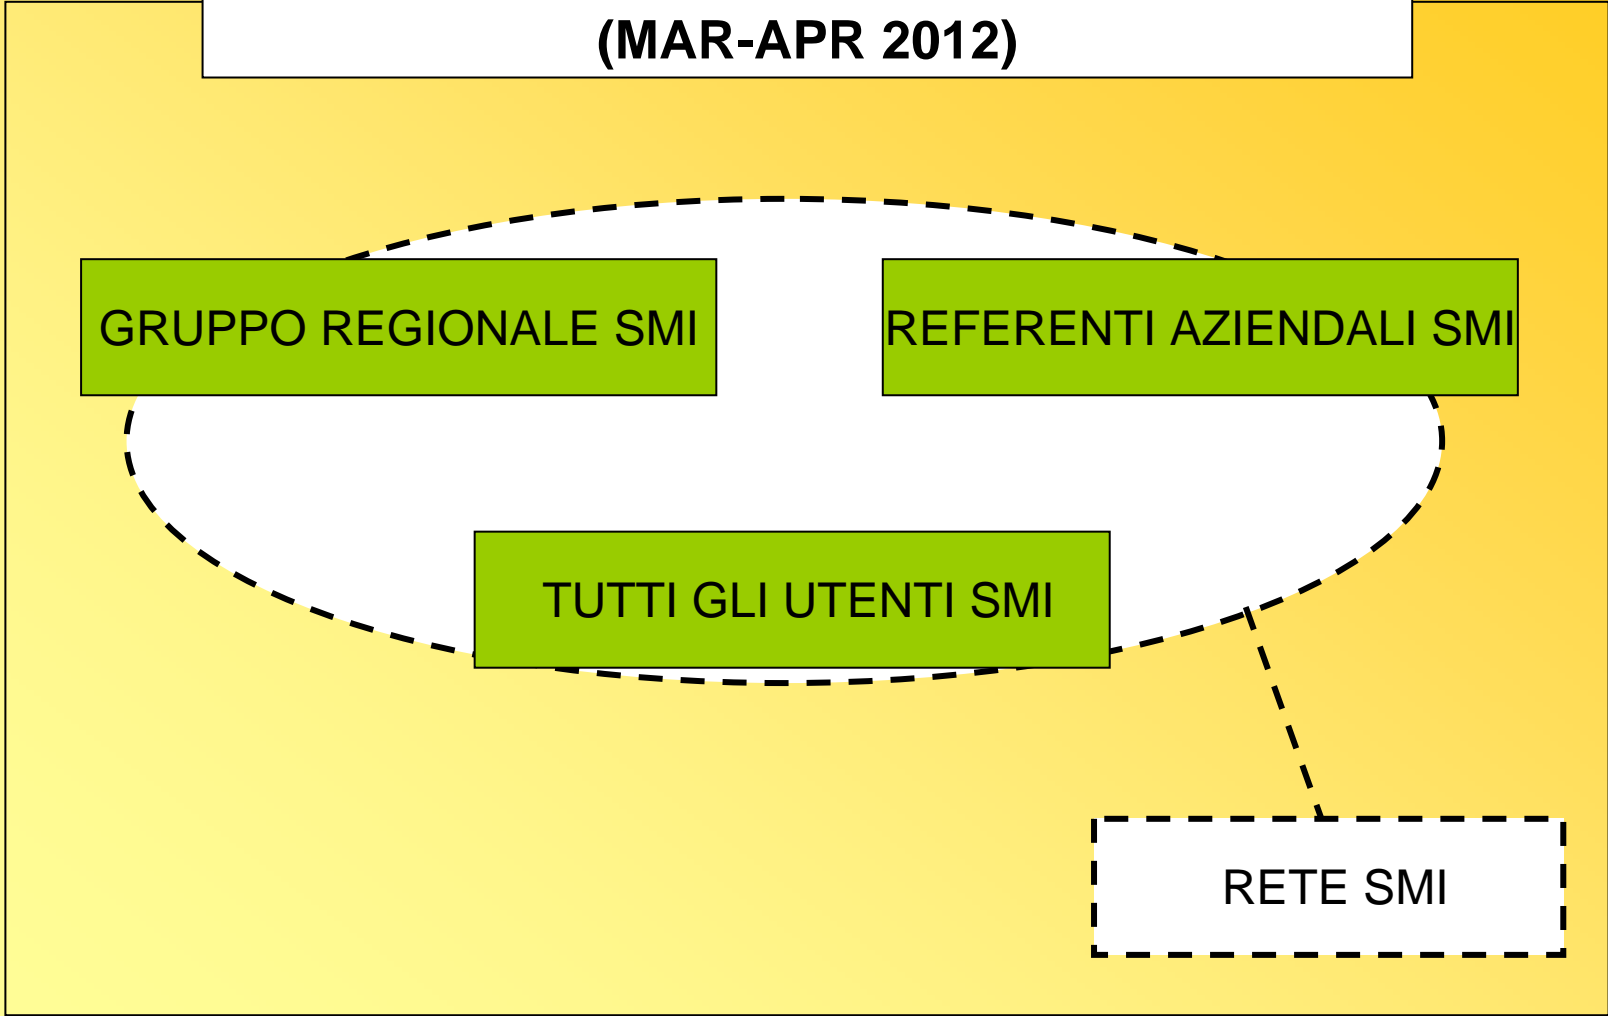 (MAR-APR 2012)
GRUPPO REGIONALE SMI
REFERENTI AZIENDALI SMI
TUTTI GLI UTENTI SMI
RETE SMI